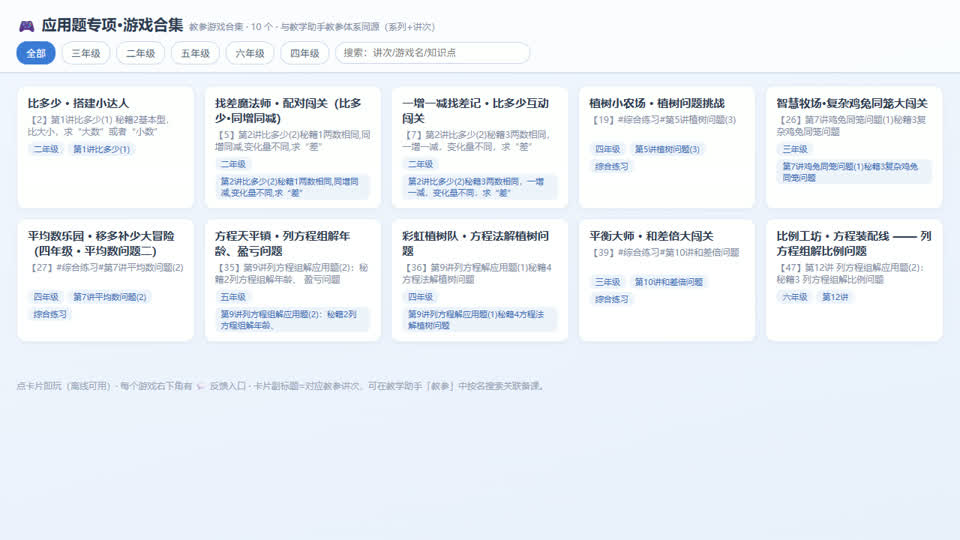 应用题专项•游戏合集 教参游戏合集 · 10 个 · 与教学助手教参体系同源（系列+讲次）
全部 三年级 二年级 五年级 六年级 四年级 搜索：讲次/游戏名/知识点
比多少 • 搭建小达人
【2】第1讲比多少(1) 秘籍2基本型，
比大小，求“大数”或者“小数”
二年级 第1讲比多少(1)
找差魔法师 • 配对闯关（比多
少•同增同减）
【5】第2讲比多少(2)秘籍1两数相同,同
增同减,变化量不同,求“差”
二年级
第2讲比多少(2)秘籍1两数相同,同增同
减,变化量不同,求“差”
一增一减找差记 • 比多少互动
闯关
【7】第2讲比多少(2)秘籍3两数相同，
一增一减，变化量不同，求“差”
二年级
第2讲比多少(2)秘籍3两数相同，一增
一减，变化量不同，求“差”
植树小农场 • 植树问题挑战
【19】#综合练习#第5讲植树问题(3)
四年级 第5讲植树问题(3)
综合练习
智慧牧场•复杂鸡兔同笼大闯关
【26】第7讲鸡兔同笼问题(1)秘籍3复
杂鸡兔同笼问题
三年级
第7讲鸡兔同笼问题(1)秘籍3复杂鸡兔
同笼问题
平均数乐园 • 移多补少大冒险
（四年级 • 平均数问题二）
【27】#综合练习#第7讲平均数问题(2)
四年级 第7讲平均数问题(2)
综合练习
方程天平镇 • 列方程组解年
龄、盈亏问题
【35】第9讲列方程组解应用题(2)：秘
籍2列方程组解年龄、 盈亏问题
五年级
第9讲列方程组解应用题(2)：秘籍2列
方程组解年龄、
彩虹植树队 • 方程法解植树问
题
【36】第9讲列方程解应用题(1)秘籍4
方程法解植树问题
四年级
第9讲列方程解应用题(1)秘籍4方程法
解植树问题
平衡大师 • 和差倍大闯关
【39】#综合练习#第10讲和差倍问题
三年级 第10讲和差倍问题
综合练习
比例工坊 • 方程装配线 —— 列
方程组解比例问题
【47】第12讲 列方程组解应用题(2)：
秘籍3 列方程组解比例问题
六年级 第12讲
点卡片即玩（离线可用）· 每个游戏右下角有 反馈入口 · 卡片副标题=对应教参讲次，可在教学助手「教参」中按名搜索关联备课。